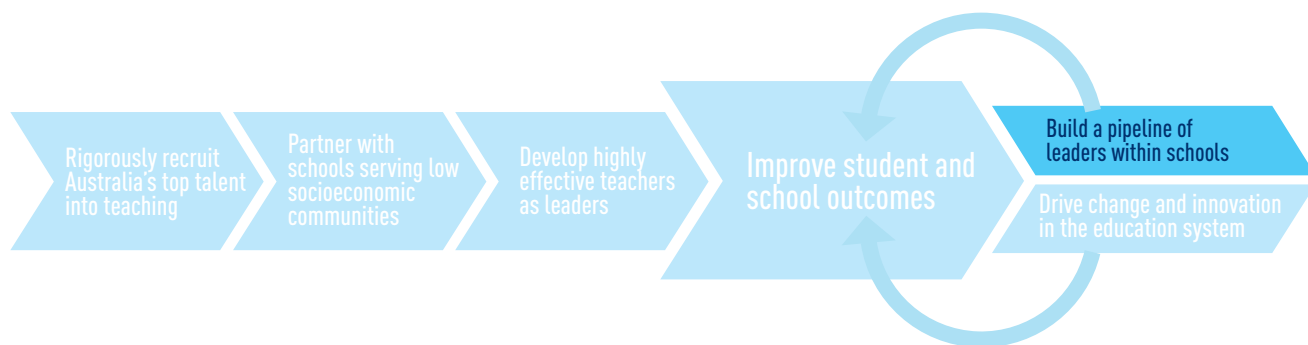 Rigorously recruit
Australia's top talent
into teaching
Partner with
schools serving low
socioeconomic
communities
Develop highly
effective teachers
as leaders
Improve student and
school outcomes
Build a pipeline of
leaders within schools
Drive change and innovation
in the education system